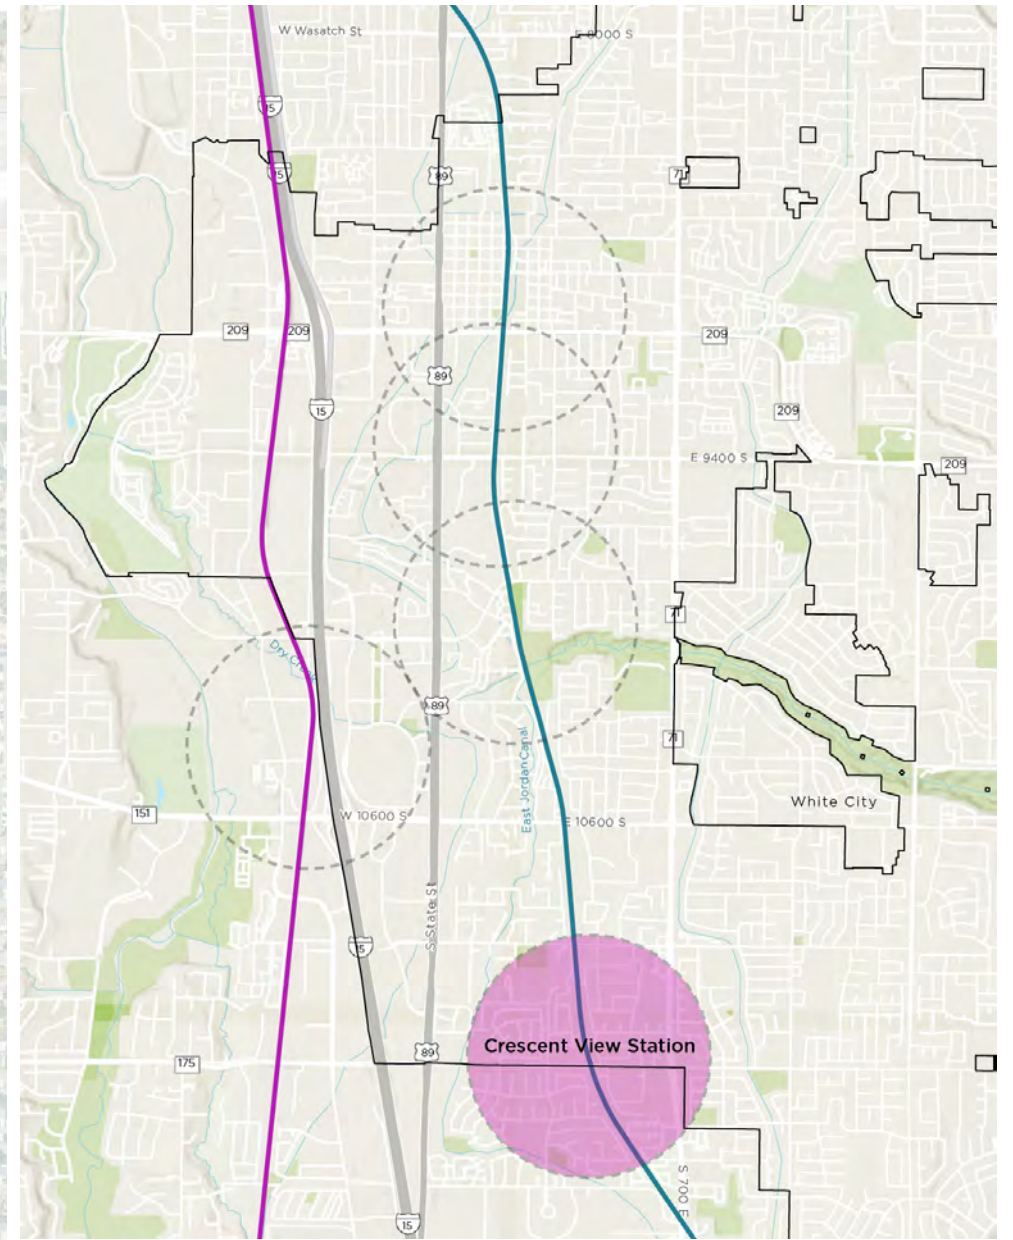 W Wasatch St
E 8000 S
15
15
89
71
209
209
209
89
15
209
E 9400 S
209
71
Dry Creek
89
71
East Jordan Canal
151
W 10600 S
E 10600 S
White City
S State St
15
Crescent View Station
89
175
S 700 E
15